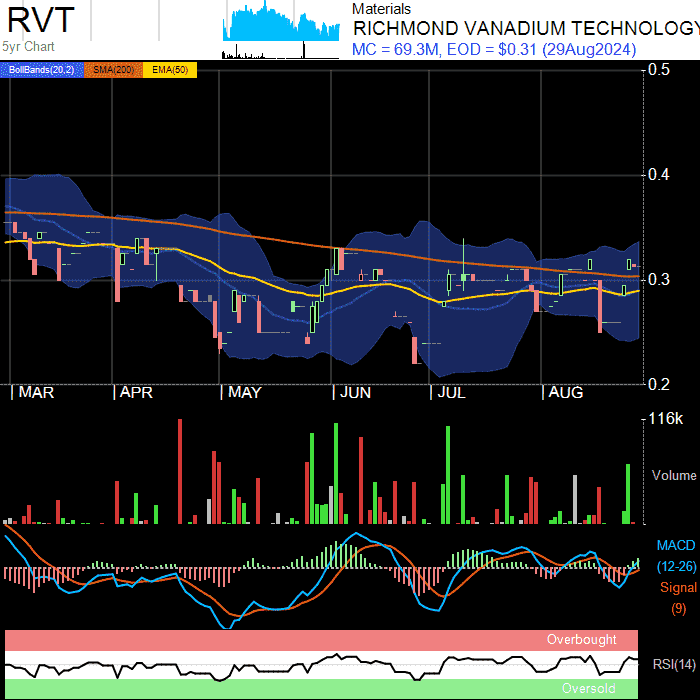 RVT
5yr Chart
Materials
RICHMOND VANADIUM TECHNOLOGY
MC = 69.3M, EOD = $0.31 (29Aug2024)
BollBands(20,2) SMA(200) EMA(50)
0.5
0.4
0.3
0.2
MAR APR MAY JUN JUL AUG
116k
Volume
MACD
(12-26)
Signal
(9)
Overbought
RSI(14)
Oversold